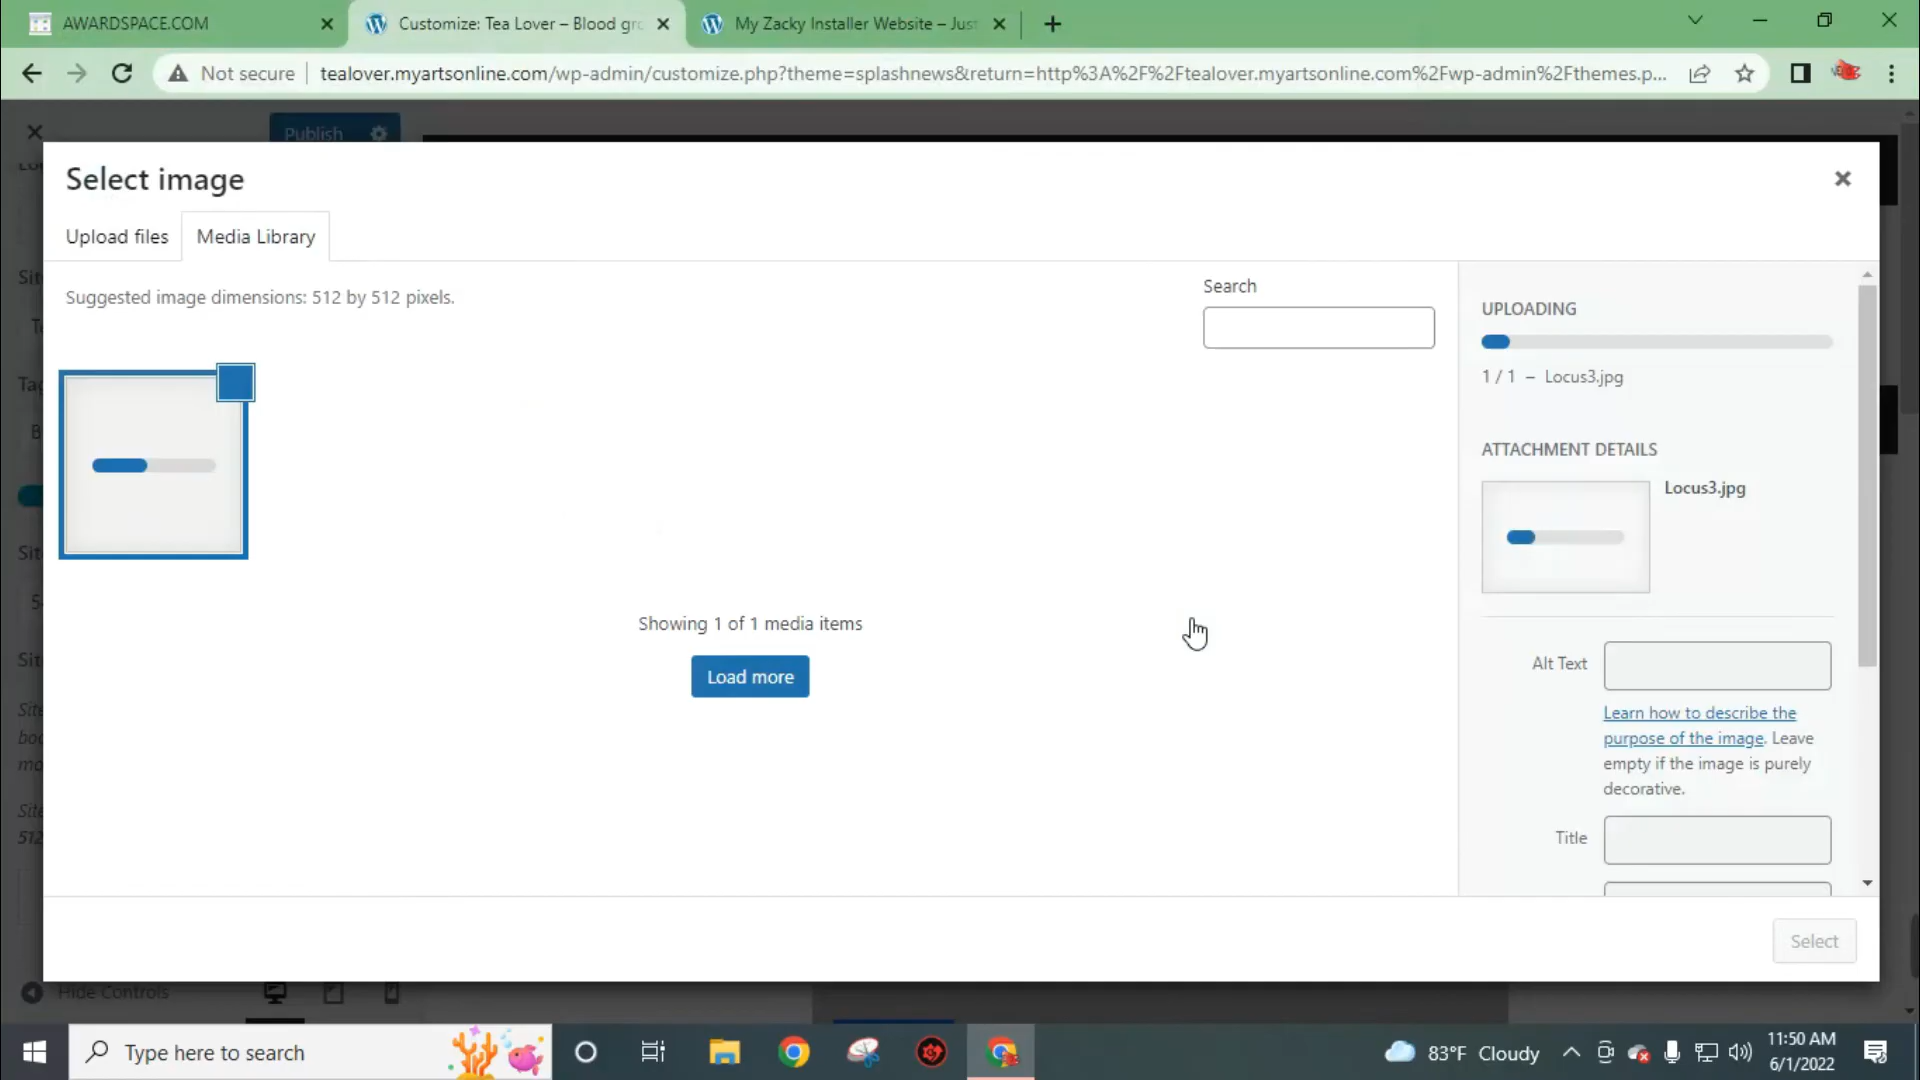 AWARDSPACE.COM
Customize: Tea Lover – Blood gr
My Zacky Installer Website – Just
Not secure
tealover.myartsonline.com/wp-admin/customize.php?theme=splashnews&return=http%3A%2F%2Ftealover.myartsonline.com%2Fwp-admin%2Fthemes.p...
Publish
Select image
Upload files
Media Library
Suggested image dimensions: 512 by 512 pixels.
Search
UPLOADING
1 / 1 – Locus3.jpg
ATTACHMENT DETAILS
Locus3.jpg
Showing 1 of 1 media items
Load more
Alt Text
Learn how to describe the
purpose of the image. Leave
empty if the image is purely
decorative.
Title
Select
Hide Controls
Type here to search
83°F Cloudy
11:50 AM
6/1/2022